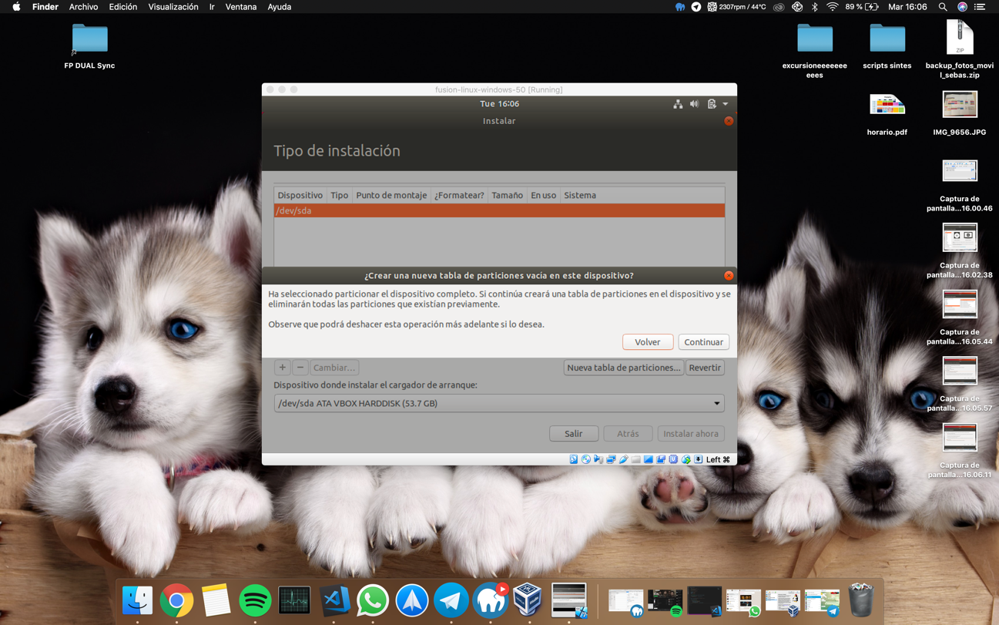 Finder Archivo Edición Visualización Ir Ventana Ayuda
2307rpm / 44°C 89 % Mar 16:06
FP DUAL Sync
excursioneeeeeee
eees
scripts sintes
ZIP
backup_fotos_movi
l_sebas.zip
horario.pdf
IMG_9656.JPG
Captura de
pantalla...16.00.46
Captura de
pantalla...16.02.38
Captura de
pantalla...16.05.44
Captura de
pantalla...16.05.57
Captura de
pantalla...16.06.11
fusion-linux-windows-50 [Running]
Tue 16:06
Instalar
Tipo de instalación
Dispositivo Tipo Punto de montaje ¿Formatear? Tamaño En uso Sistema
/dev/sda
¿Crear una nueva tabla de particiones vacía en este dispositivo?
Ha seleccionado particionar el dispositivo completo. Si continúa creará una tabla de particiones en el dispositivo y se
eliminarán todas las particiones que existían previamente.
Observe que podrá deshacer esta operación más adelante si lo desea.
Volver Continuar
+ − Cambiar... Nueva tabla de particiones... Revertir
Dispositivo donde instalar el cargador de arranque:
/dev/sda ATA VBOX HARDDISK (53.7 GB)
Salir Atrás Instalar ahora
Left ⌘